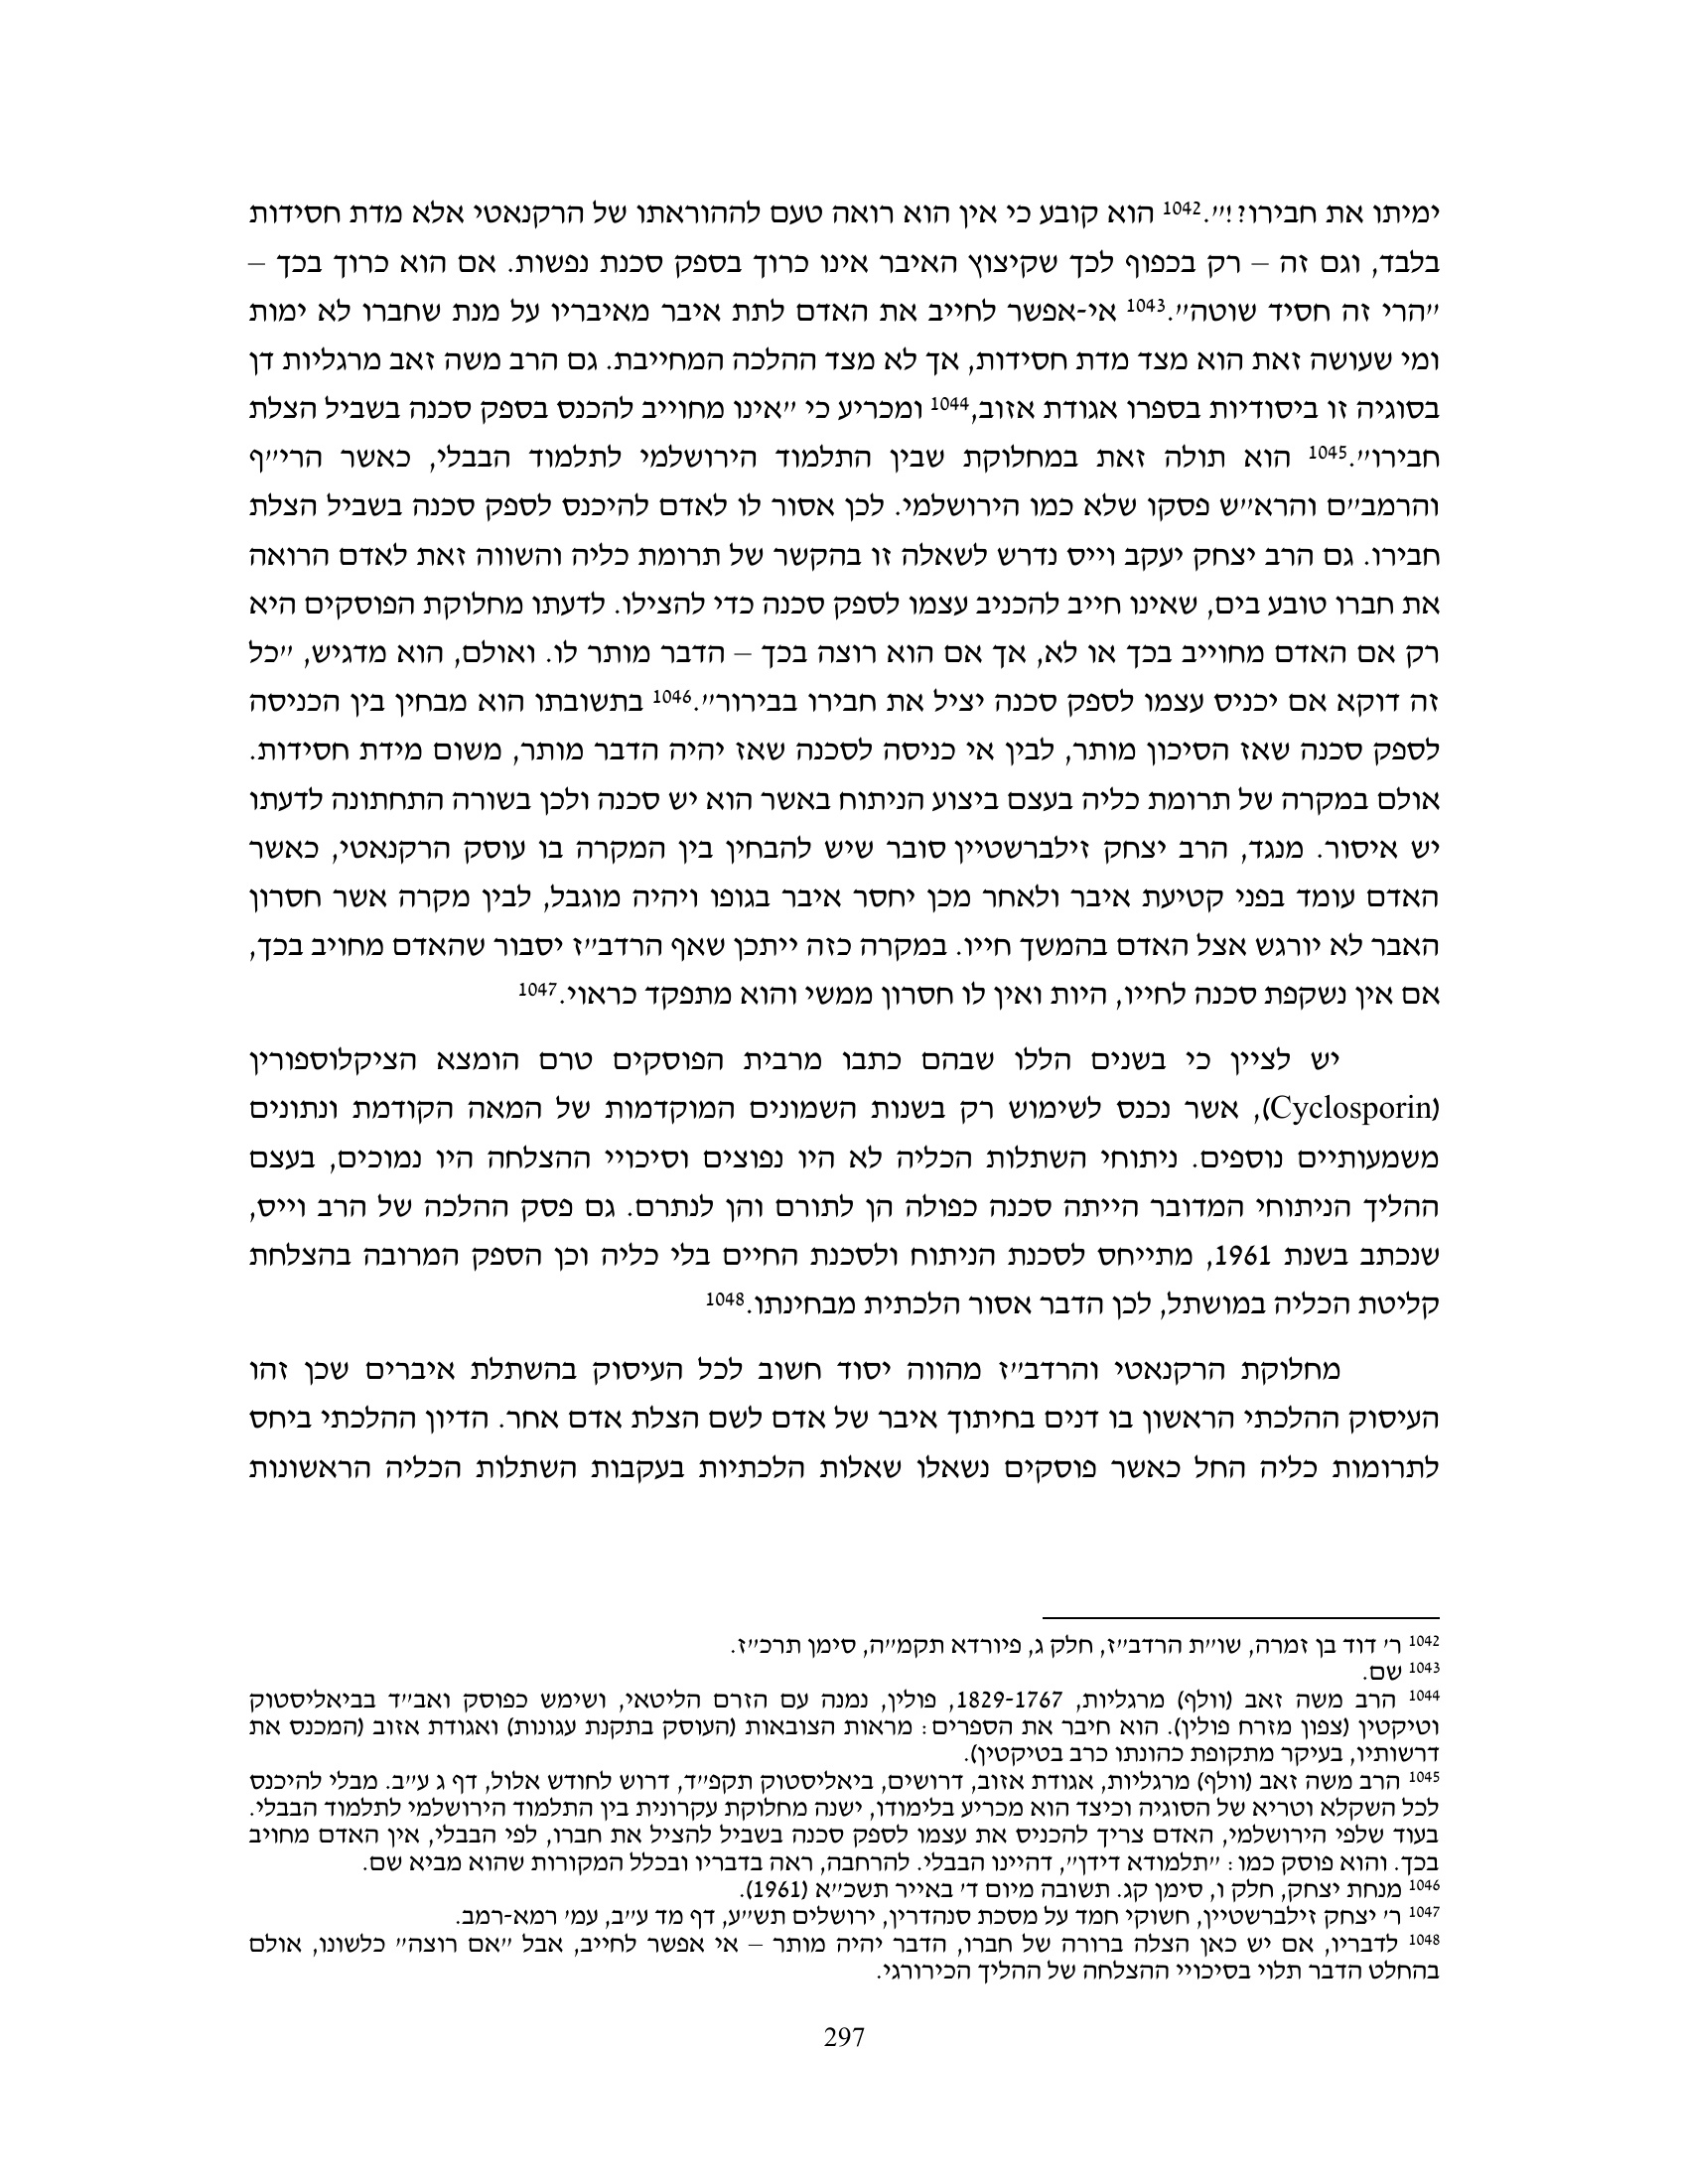 ימיתו את חבירו?!״.1042 הוא קובע כי אין הוא רואה טעם לההוראתו של הרקנאטי אלא מדת חסידות
בלבד, וגם זה – רק בכפוף לכך שקיצוץ האיבר אינו כרוך בספק סכנת נפשות. אם הוא כרוך בכך –
״הרי זה חסיד שוטה״.1043 אי-אפשר לחייב את האדם לתת איבר מאיבריו על מנת שחברו לא ימות
ומי שעושה זאת הוא מצד מדת חסידות, אך לא מצד ההלכה המחייבת. גם הרב משה זאב מרגליות דן
בסוגיה זו ביסודיות בספרו אגודת אזוב,1044 ומכריע כי ״אינו מחוייב להכנס בספק סכנה בשביל הצלת
חבירו״.1045 הוא תולה זאת במחלוקת שבין התלמוד הירושלמי לתלמוד הבבלי, כאשר הרי״ף
והרמב״ם והרא״ש פסקו שלא כמו הירושלמי. לכן אסור לו לאדם להיכנס לספק סכנה בשביל הצלת
חבירו. גם הרב יצחק יעקב וייס נדרש לשאלה זו בהקשר של תרומת כליה והשווה זאת לאדם הרואה
את חברו טובע בים, שאינו חייב להכניב עצמו לספק סכנה כדי להצילו. לדעתו מחלוקת הפוסקים היא
רק אם האדם מחוייב בכך או לא, אך אם הוא רוצה בכך – הדבר מותר לו. ואולם, הוא מדגיש, ״כל
זה דוקא אם יכניס עצמו לספק סכנה יציל את חבירו בבירור״.1046 בתשובתו הוא מבחין בין הכניסה
לספק סכנה שאז הסיכון מותר, לבין אי כניסה לסכנה שאז יהיה הדבר מותר, משום מידת חסידות.
אולם במקרה של תרומת כליה בעצם ביצוע הניתוח באשר הוא יש סכנה ולכן בשורה התחתונה לדעתו
יש איסור. מנגד, הרב יצחק זילברשטיין סובר שיש להבחין בין המקרה בו עוסק הרקנאטי, כאשר
האדם עומד בפני קטיעת איבר ולאחר מכן יחסר איבר בגופו ויהיה מוגבל, לבין מקרה אשר חסרון
האבר לא יורגש אצל האדם בהמשך חייו. במקרה כזה ייתכן שאף הרדב״ז יסבור שהאדם מחויב בכך,
אם אין נשקפת סכנה לחייו, היות ואין לו חסרון ממשי והוא מתפקד כראוי.1047
יש לציין כי בשנים הללו שבהם כתבו מרבית הפוסקים טרם הומצא הציקלוספורין
(Cyclosporin), אשר נכנס לשימוש רק בשנות השמונים המוקדמות של המאה הקודמת ונתונים
משמעותיים נוספים. ניתוחי השתלות הכליה לא היו נפוצים וסיכויי ההצלחה היו נמוכים, בעצם
ההליך הניתוחי המדובר הייתה סכנה כפולה הן לתורם והן לנתרם. גם פסק ההלכה של הרב וייס,
שנכתב בשנת 1961, מתייחס לסכנת הניתוח ולסכנת החיים בלי כליה וכן הספק המרובה בהצלחת
קליטת הכליה במושתל, לכן הדבר אסור הלכתית מבחינתו.1048
מחלוקת הרקנאטי והרדב״ז מהווה יסוד חשוב לכל העיסוק בהשתלת איברים שכן זהו
העיסוק ההלכתי הראשון בו דנים בחיתוך איבר של אדם לשם הצלת אדם אחר. הדיון ההלכתי ביחס
לתרומות כליה החל כאשר פוסקים נשאלו שאלות הלכתיות בעקבות השתלות הכליה הראשונות
1042 ר׳ דוד בן זמרה, שו״ת הרדב״ז, חלק ג, פיורדא תקמ״ה, סימן תרכ״ז.
1043 שם.
1044 הרב משה זאב (וולף) מרגליות, 1829-1767, פולין, נמנה עם הזרם הליטאי, ושימש כפוסק ואב״ד בביאליסטוק
וטיקטין (צפון מזרח פולין). הוא חיבר את הספרים: מראות הצובאות (העוסק בתקנת עגונות) ואגודת אזוב (המכנס את
דרשותיו, בעיקר מתקופת כהונתו כרב בטיקטין).
1045 הרב משה זאב (וולף) מרגליות, אגודת אזוב, דרושים, ביאליסטוק תקפ״ד, דרוש לחודש אלול, דף ג ע״ב. מבלי להיכנס
לכל השקלא וטריא של הסוגיה וכיצד הוא מכריע בלימודו, ישנה מחלוקת עקרונית בין התלמוד הירושלמי לתלמוד הבבלי.
בעוד שלפי הירושלמי, האדם צריך להכניס את עצמו לספק סכנה בשביל להציל את חברו, לפי הבבלי, אין האדם מחויב
בכך. והוא פוסק כמו: ״תלמודא דידן״, דהיינו הבבלי. להרחבה, ראה בדבריו ובכלל המקורות שהוא מביא שם.
1046 מנחת יצחק, חלק ו, סימן קג. תשובה מיום ד׳ באייר תשכ״א (1961).
1047 ר׳ יצחק זילברשטיין, חשוקי חמד על מסכת סנהדרין, ירושלים תש״ע, דף מד ע״ב, עמ׳ רמא-רמב.
1048 לדבריו, אם יש כאן הצלה ברורה של חברו, הדבר יהיה מותר – אי אפשר לחייב, אבל ״אם רוצה״ כלשונו, אולם
בהחלט הדבר תלוי בסיכויי ההצלחה של ההליך הכירורגי.
297